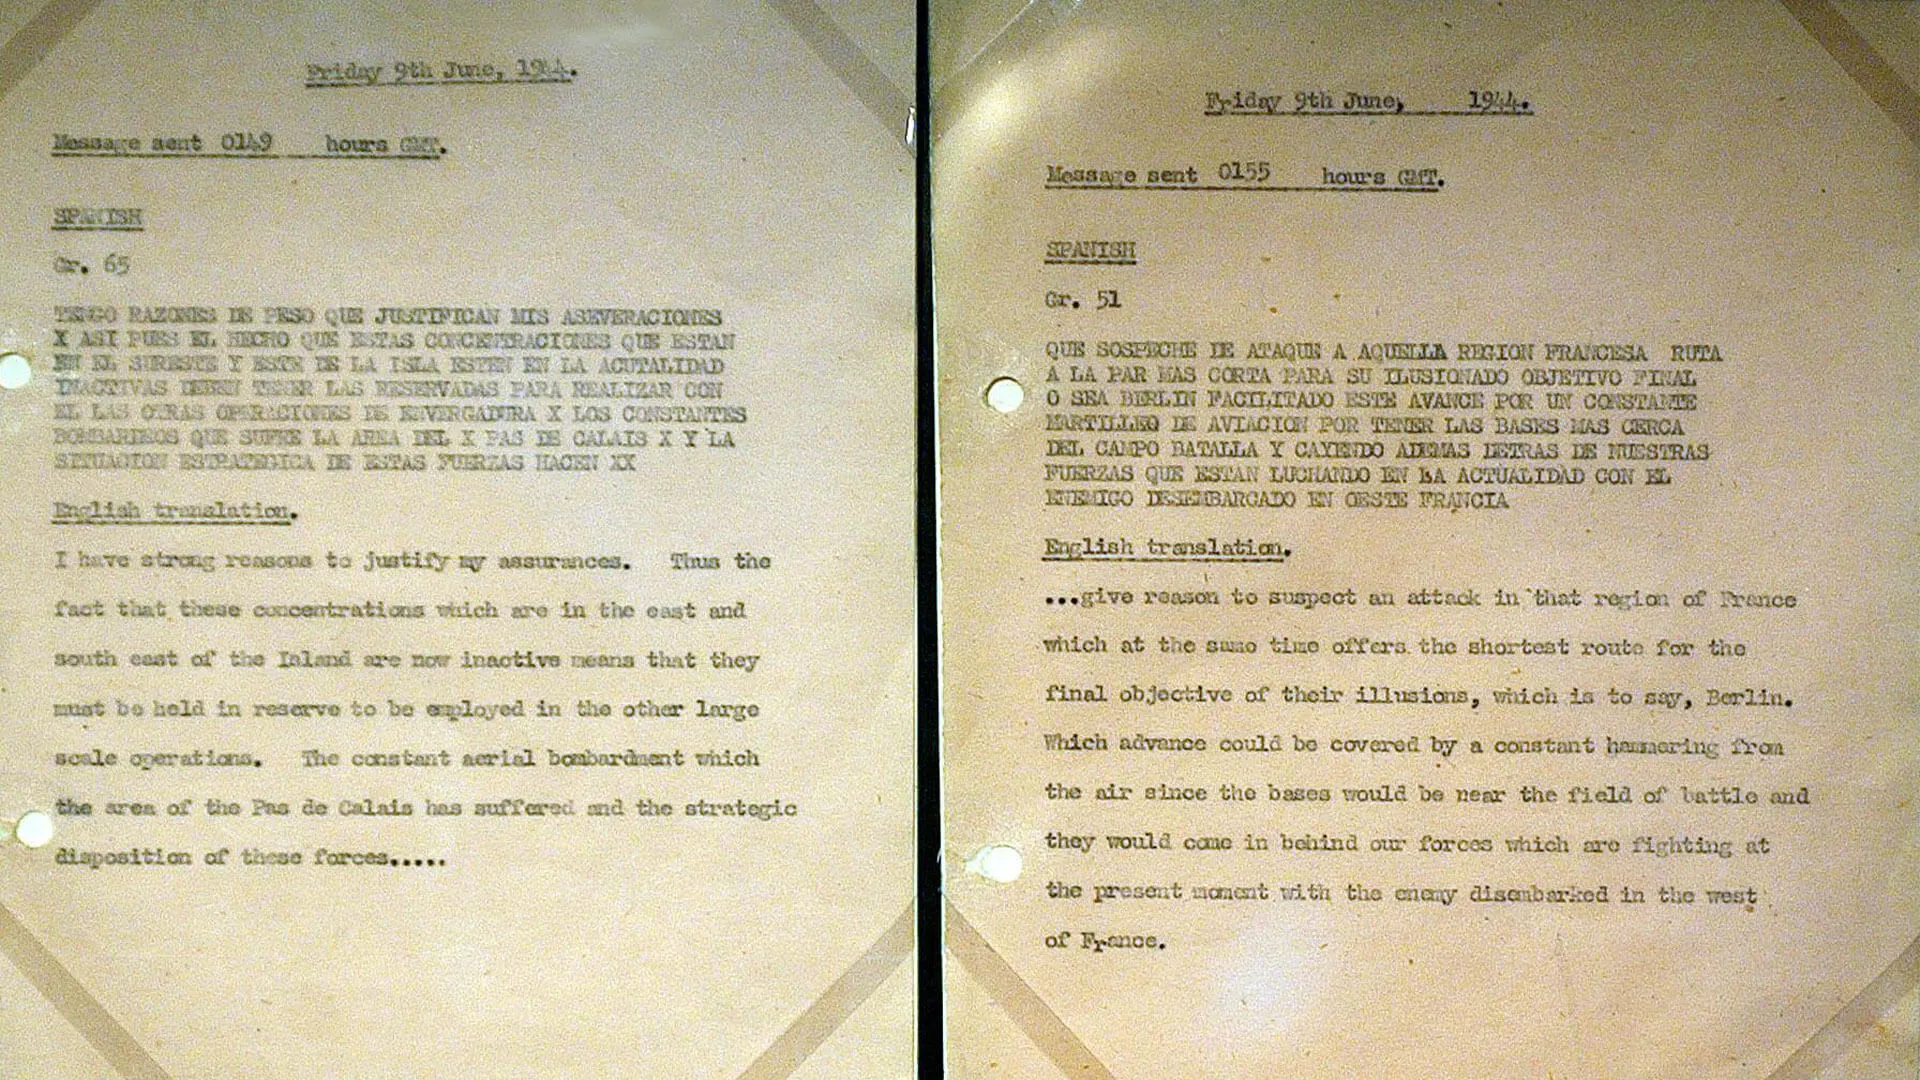 Friday 9th June, 1944.
Message sent 0149 hours GMT.
SPANISH
Gr. 65
TENGO RAZONES DE PESO QUE JUSTIFICAN MIS ASEVERACIONES
X ASI PUES EL HECHO QUE ESTAS CONCENTRACIONES QUE ESTAN
EN EL SURESTE Y ESTE DE LA ISLA ESTEN EN LA ACUTALIDAD
INACTIVAS DEBEN TENER LAS RESERVADAS PARA REALIZAR CON
EL LAS OTRAS OPERACIONES DE ENVERGADURA X LOS CONSTANTES
BOMBARIMOS QUE SUFRE LA AREA DEL X PAS DE CALAIS X Y LA
SITUACION ESTRATEGICA DE ESTAS FUERZAS HACEN XX
English translation.
I have strong reasons to justify my assurances. Thus the
fact that these concentrations which are in the east and
south east of the Island are now inactive means that they
must be held in reserve to be employed in the other large
scale operations. The constant aerial bombardment which
the area of the Pas de Calais has suffered and the strategic
disposition of these forces.....
Friday 9th June, 1944.
Message sent 0155 hours GMT.
SPANISH
Gr. 51
QUE SOSPECHE DE ATAQUE A AQUELLA REGION FRANCESA RUTA
A LA PAR MAS CORTA PARA SU ILUSIONADO OBJETIVO FINAL
O SEA BERLIN FACILITADO ESTE AVANCE POR UN CONSTANTE
MARTILLEO DE AVIACION POR TENER LAS BASES MAS CERCA
DEL CAMPO BATALLA Y CAYENDO ADEMAS DETRAS DE NUESTRAS
FUERZAS QUE ESTAN LUCHANDO EN LA ACTUALIDAD CON EL
ENEMIGO DESEMBARCADO EN OESTE FRANCIA
English translation.
...give reason to suspect an attack in that region of France
which at the same time offers the shortest route for the
final objective of their illusions, which is to say, Berlin.
Which advance could be covered by a constant hammering from
the air since the bases would be near the field of battle and
they would come in behind our forces which are fighting at
the present moment with the enemy disembarked in the west
of France.